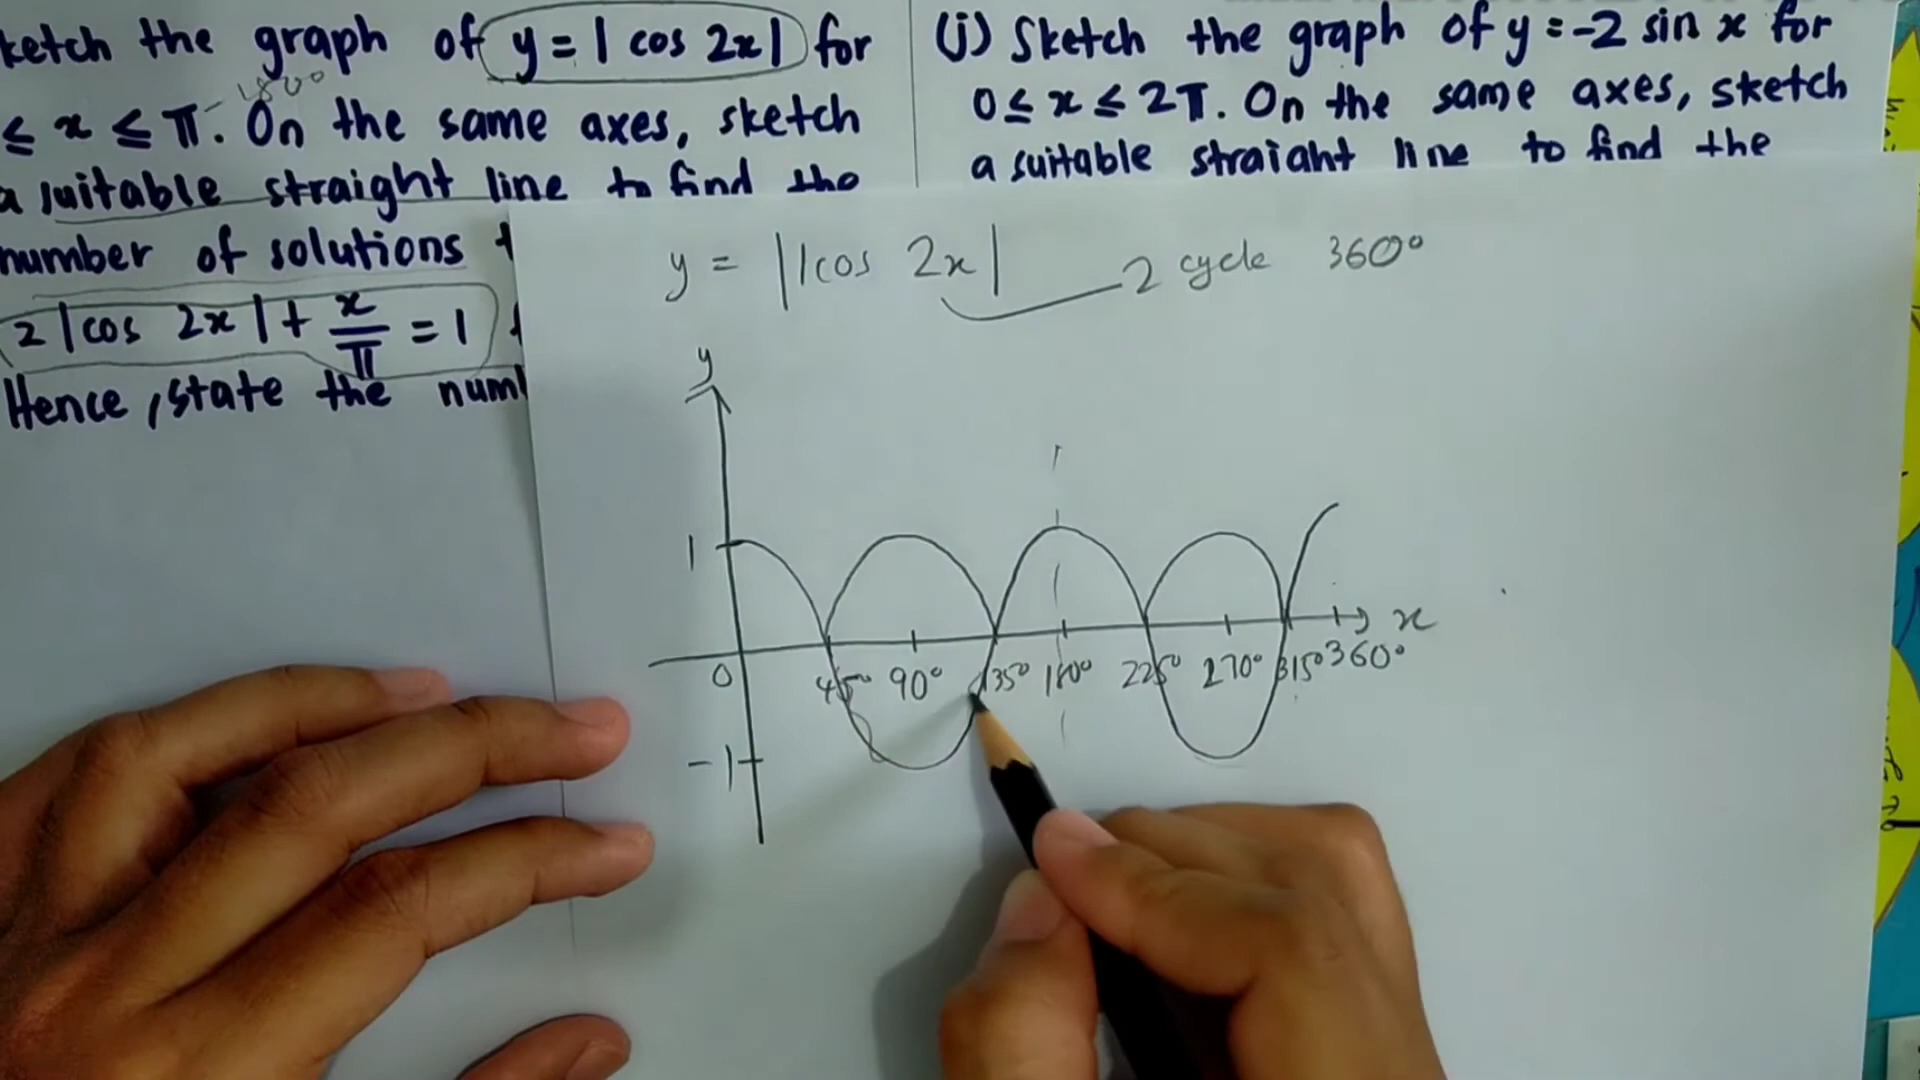 ketch the graph of y = | cos 2x | for
≤ x ≤ π. On the same axes, sketch
180°
a suitable straight line to find the
number of solutions
2 |cos 2x| + x/π = 1
Hence, state the num
(j) Sketch the graph of y = -2 sin x for
0 ≤ x ≤ 2π. On the same axes, sketch
a suitable straight line to find the
y = |1cos 2x| 2 cycle 360°
y
1
x
0 45° 90° 135° 180° 225° 270° 315° 360°
-1